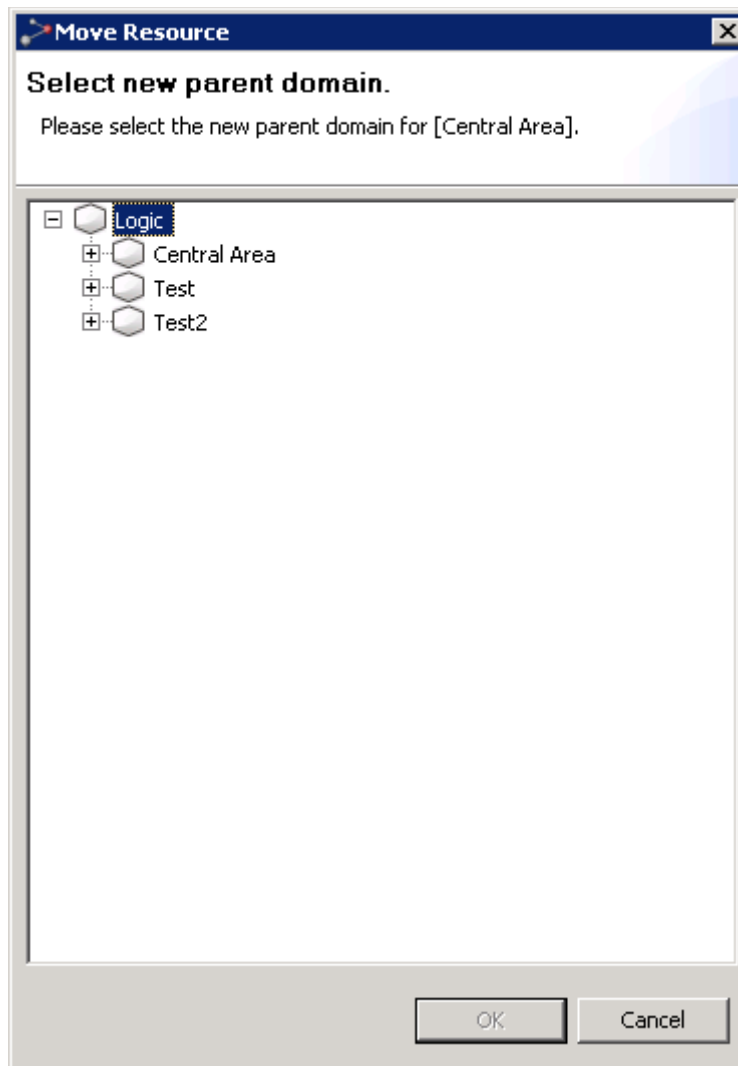 Move Resource
Select new parent domain.
Please select the new parent domain for [Central Area].
Logic
Central Area
Test
Test2
OK
Cancel